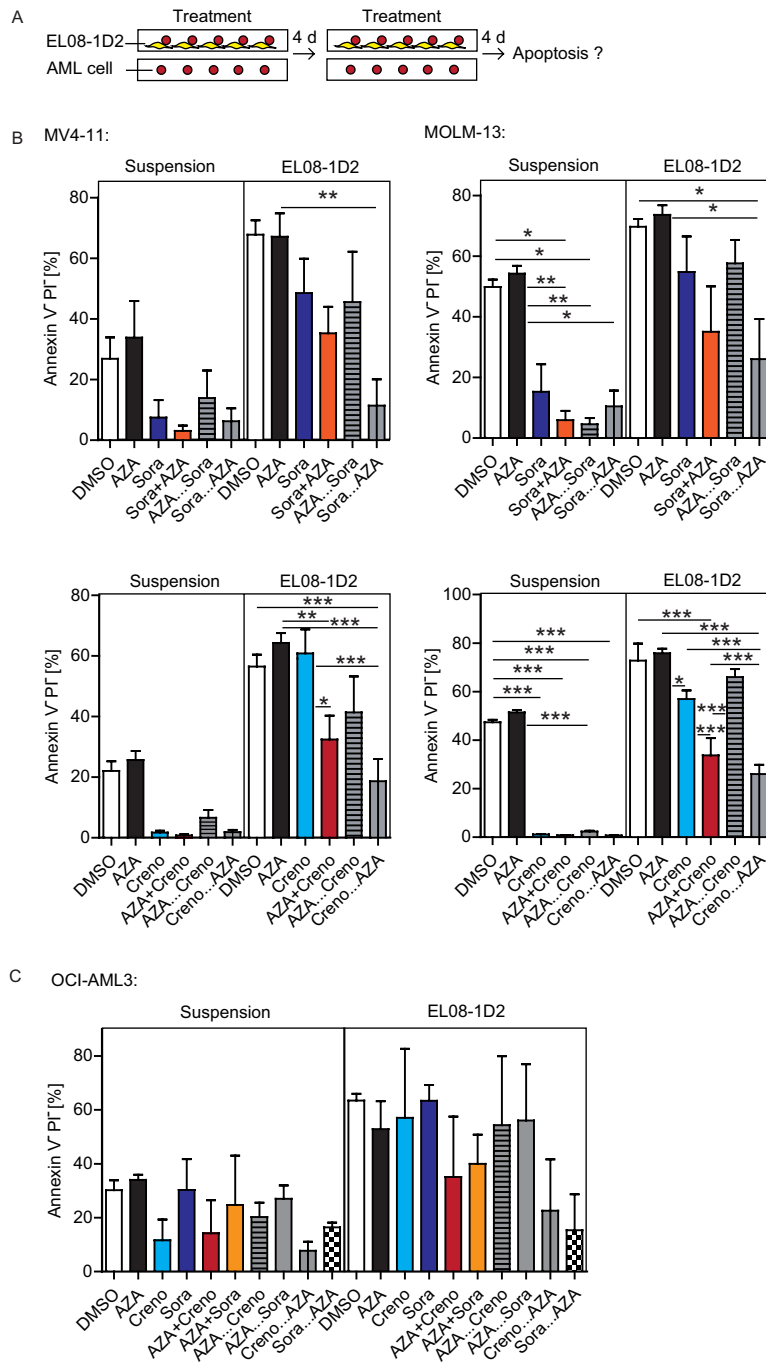 A
Treatment
Treatment
EL08-1D2
4 d
4 d
Apoptosis ?
AML cell
B
MV4-11:
MOLM-13:
Suspension
EL08-1D2
**
Annexin V⁻ PI⁻ [%]
80
60
40
20
0
DMSO
AZA
Sora
Sora+AZA
AZA...Sora
Sora...AZA
DMSO
AZA
Sora
Sora+AZA
AZA...Sora
Sora...AZA
Suspension
EL08-1D2
*
*
*
*
**
**
*
Annexin V⁻ PI⁻ [%]
80
60
40
20
0
DMSO
AZA
Sora
Sora+AZA
AZA...Sora
Sora...AZA
DMSO
AZA
Sora
Sora+AZA
AZA...Sora
Sora...AZA
Suspension
EL08-1D2
***
**
***
***
*
Annexin V⁻ PI⁻ [%]
80
60
40
20
0
DMSO
AZA
Creno
AZA+Creno
AZA...Creno
Creno...AZA
DMSO
AZA
Creno
AZA+Creno
AZA...Creno
Creno...AZA
Suspension
EL08-1D2
***
***
***
***
***
***
***
***
***
*
***
***
Annexin V⁻ PI⁻ [%]
100
80
60
40
20
0
DMSO
AZA
Creno
AZA+Creno
AZA...Creno
Creno...AZA
DMSO
AZA
Creno
AZA+Creno
AZA...Creno
Creno...AZA
C
OCI-AML3:
Suspension
EL08-1D2
Annexin V⁻ PI⁻ [%]
100
80
60
40
20
0
DMSO
AZA
Creno
Sora
AZA+Creno
AZA+Sora
AZA...Creno
AZA...Sora
Creno...AZA
Sora...AZA
DMSO
AZA
Creno
Sora
AZA+Creno
AZA+Sora
AZA...Creno
AZA...Sora
Creno...AZA
Sora...AZA